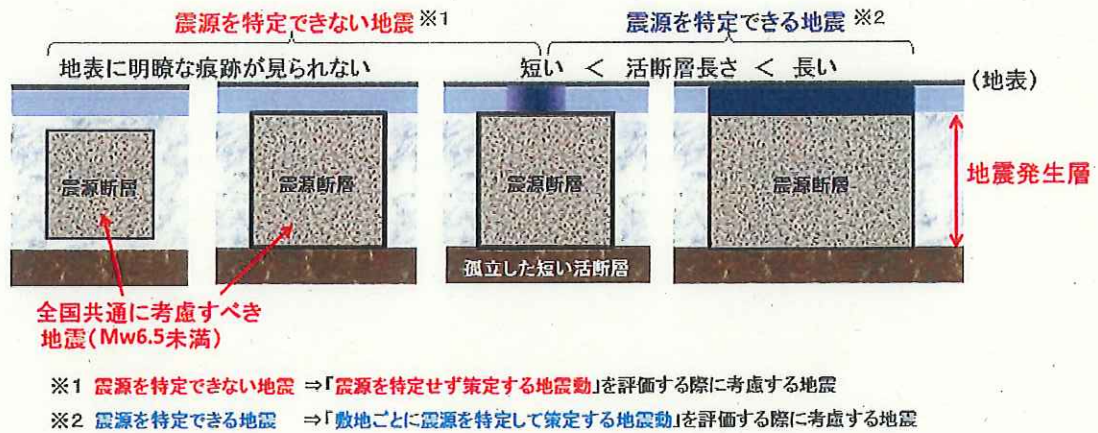 震源を特定できない地震※1
震源を特定できる地震※2
地表に明瞭な痕跡が見られない
短い < 活断層長さ < 長い
(地表)
震源断層
震源断層
震源断層
震源断層
地震発生層
孤立した短い活断層
全国共通に考慮すべき
地震(Mw6.5未満)
※1 震源を特定できない地震 ⇒「震源を特定せず策定する地震動」を評価する際に考慮する地震
※2 震源を特定できる地震 ⇒「敷地ごとに震源を特定して策定する地震動」を評価する際に考慮する地震